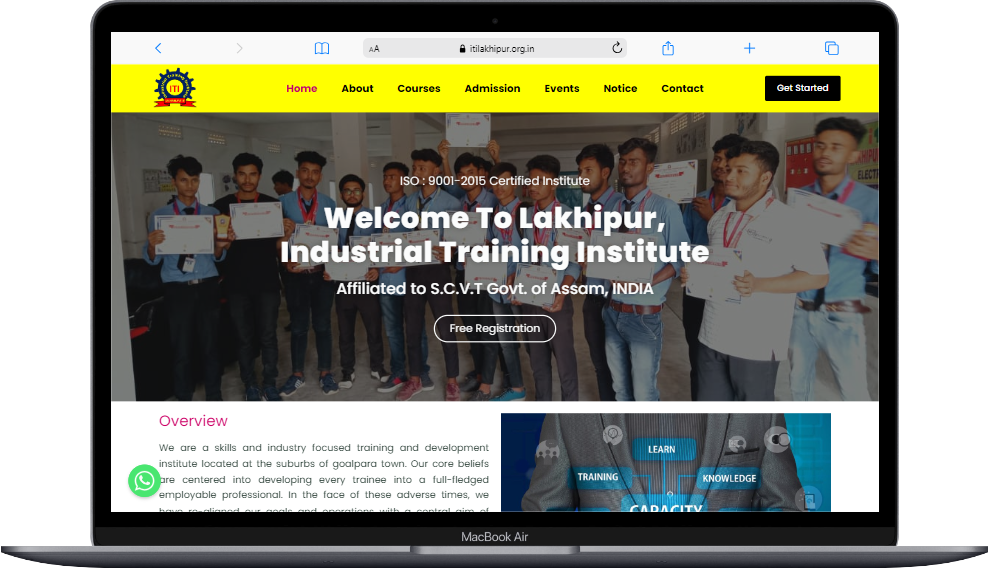 AA
itilakhipur.org.in
ITI
Home
About
Courses
Admission
Events
Notice
Contact
Get Started
ISO : 9001-2015 Certified Institute
Welcome To Lakhipur,
Industrial Training Institute
Affiliated to S.C.V.T Govt. of Assam, INDIA
Free Registration
Overview
We are a skills and industry focused training and development
institute located at the suburbs of goalpara town. Our core beliefs
are centered into developing every trainee into a full-fledged
employable professional. In the face of these adverse times, we
have re-aligned our goals and operations with a central aim of
LEARN
TRAINING
KNOWLEDGE
CAPACITY
MacBook Air